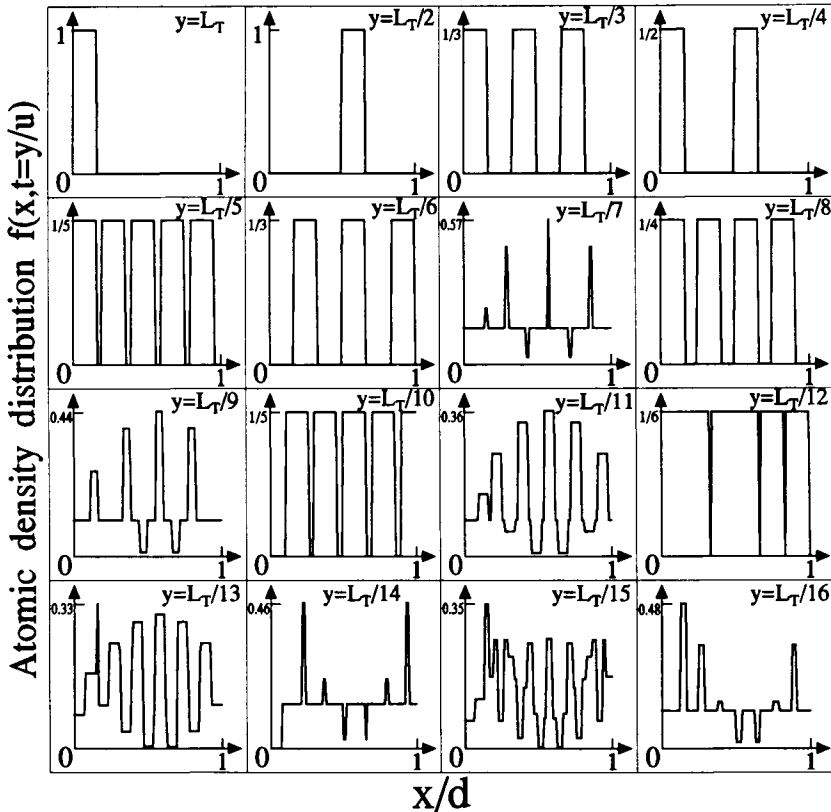 Atomic density distribution f(x,t=y/u)
1 y=L_T 0 1
1 y=L_T/2 0 1
1/3 y=L_T/3 0 1
1/2 y=L_T/4 0 1
1/5 y=L_T/5 0 1
1/3 y=L_T/6 0 1
0.57 y=L_T/7 0 1
1/4 y=L_T/8 0 1
0.44 y=L_T/9 0 1
1/5 y=L_T/10 0 1
0.36 y=L_T/11 0 1
1/6 y=L_T/12 0 1
0.33 y=L_T/13 0 1
0.46 y=L_T/14 0 1
0.35 y=L_T/15 0 1
0.48 y=L_T/16 0 1
x/d